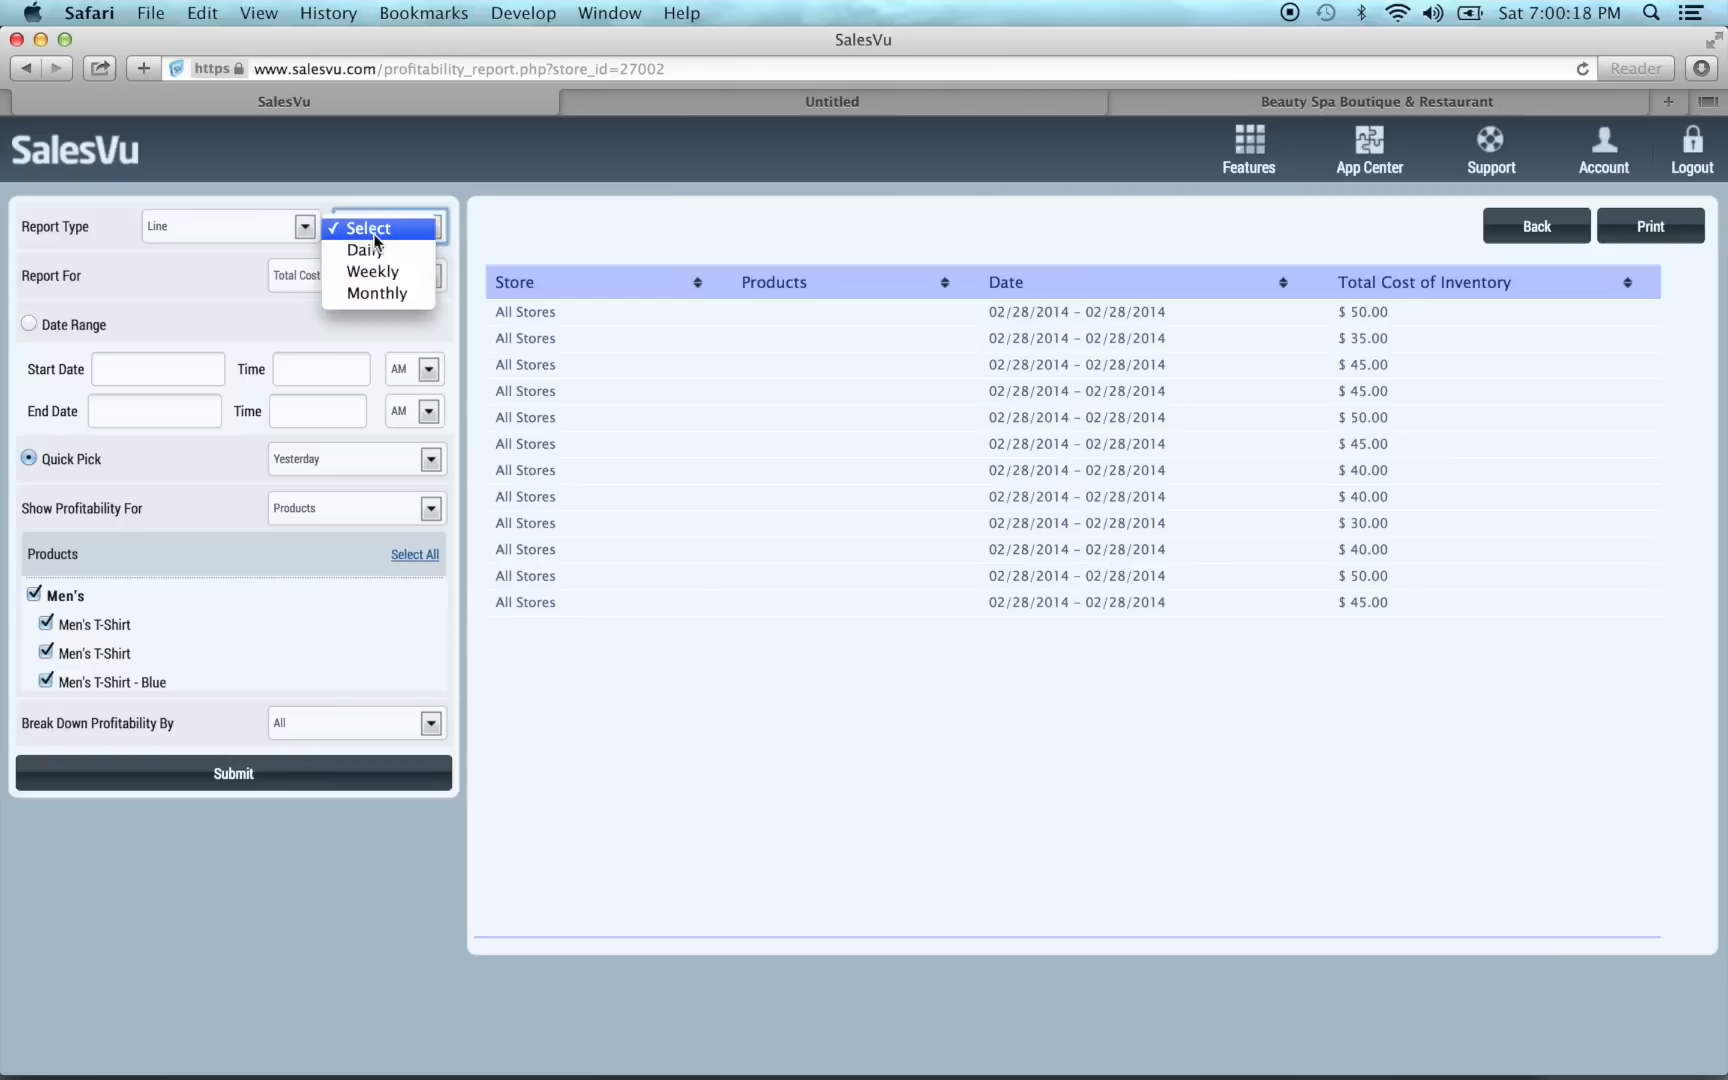 Safari File Edit View History Bookmarks Develop Window Help Sat 7:00:18 PM
SalesVu
https www.salesvu.com/profitability_report.php?store_id=27002 Reader
SalesVu Untitled Beauty Spa Boutique & Restaurant
SalesVu Features App Center Support Account Logout
Report Type Line ✓ Select
Daily
Weekly
Monthly
Report For Total Cost
Date Range
Start Date Time AM
End Date Time AM
Quick Pick Yesterday
Show Profitability For Products
Products Select All
Men's
Men's T-Shirt
Men's T-Shirt
Men's T-Shirt - Blue
Break Down Profitability By All
Submit
Back Print
Store Products Date Total Cost of Inventory
All Stores 02/28/2014 - 02/28/2014 $ 50.00
All Stores 02/28/2014 - 02/28/2014 $ 35.00
All Stores 02/28/2014 - 02/28/2014 $ 45.00
All Stores 02/28/2014 - 02/28/2014 $ 45.00
All Stores 02/28/2014 - 02/28/2014 $ 50.00
All Stores 02/28/2014 - 02/28/2014 $ 45.00
All Stores 02/28/2014 - 02/28/2014 $ 40.00
All Stores 02/28/2014 - 02/28/2014 $ 40.00
All Stores 02/28/2014 - 02/28/2014 $ 30.00
All Stores 02/28/2014 - 02/28/2014 $ 40.00
All Stores 02/28/2014 - 02/28/2014 $ 50.00
All Stores 02/28/2014 - 02/28/2014 $ 45.00